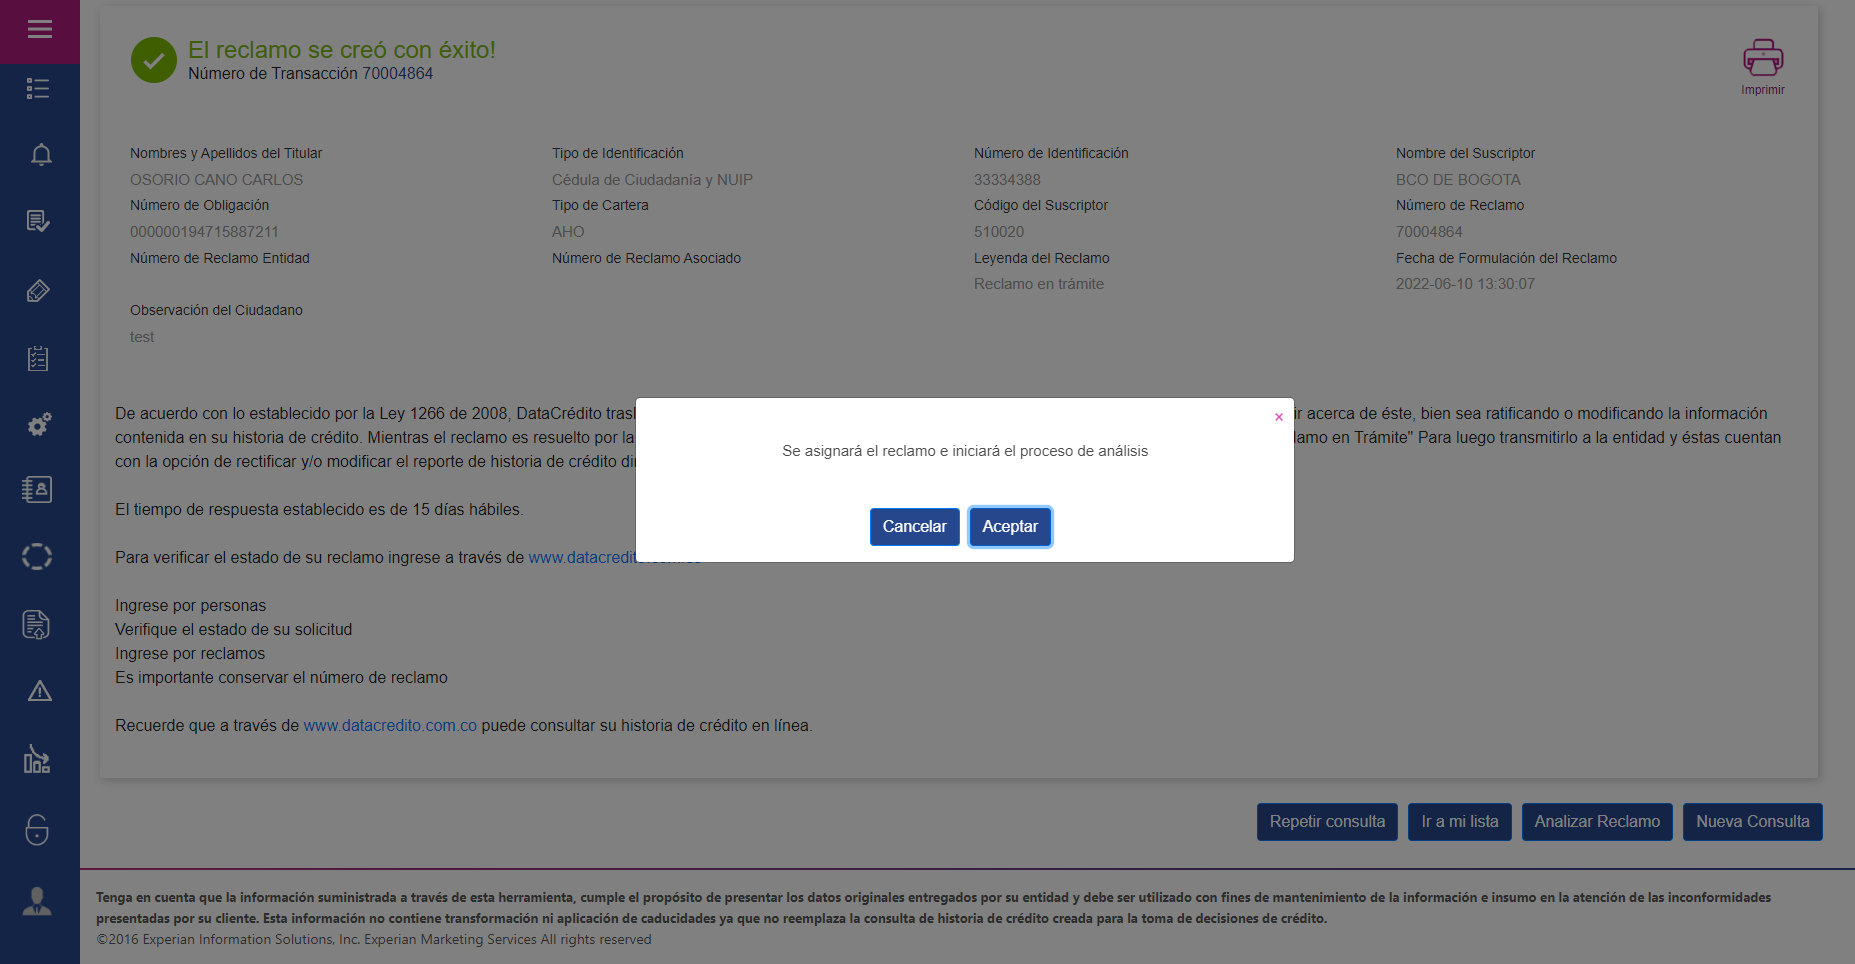 El reclamo se creó con éxito!
Número de Transacción 70004864
Imprimir
Nombres y Apellidos del Titular
Tipo de Identificación
Número de Identificación
Nombre del Suscriptor
OSORIO CANO CARLOS
Cédula de Ciudadanía y NUIP
33334388
BCO DE BOGOTA
Número de Obligación
Tipo de Cartera
Código del Suscriptor
Número de Reclamo
000000194715887211
AHO
510020
70004864
Número de Reclamo Entidad
Número de Reclamo Asociado
Leyenda del Reclamo
Fecha de Formulación del Reclamo
Reclamo en trámite
2022-06-10 13:30:07
Observación del Ciudadano
test
De acuerdo con lo establecido por la Ley 1266 de 2008, DataCrédito ir acerca de éste, bien sea ratificando o modificando la información
contenida en su historia de crédito. Mientras el reclamo es resuelto por la en Trámite" Para luego transmitirlo a la entidad y éstas cuentan
con la opción de rectificar y/o modificar el reporte de historia de crédito
×
Se asignará el reclamo e iniciará el proceso de análisis
Cancelar
Aceptar
El tiempo de respuesta establecido es de 15 días hábiles.
Para verificar el estado de su reclamo ingrese a través de
Ingrese por personas
Verifique el estado de su solicitud
Ingrese por reclamos
Es importante conservar el número de reclamo
Recuerde que a través de www.datacredito.com.co puede consultar su historia de crédito en línea.
Repetir consulta
Ir a mi lista
Analizar Reclamo
Nueva Consulta
Tenga en cuenta que la información suministrada a través de esta herramienta, cumple el propósito de presentar los datos originales entregados por su entidad y debe ser utilizado con fines de mantenimiento de la información e insumo en la atención de las inconformidades
presentadas por su cliente. Esta información no contiene transformación ni aplicación de caducidades ya que no reemplaza la consulta de historia de crédito creada para la toma de decisiones de crédito.
©2016 Experian Information Solutions, Inc. Experian Marketing Services All rights reserved